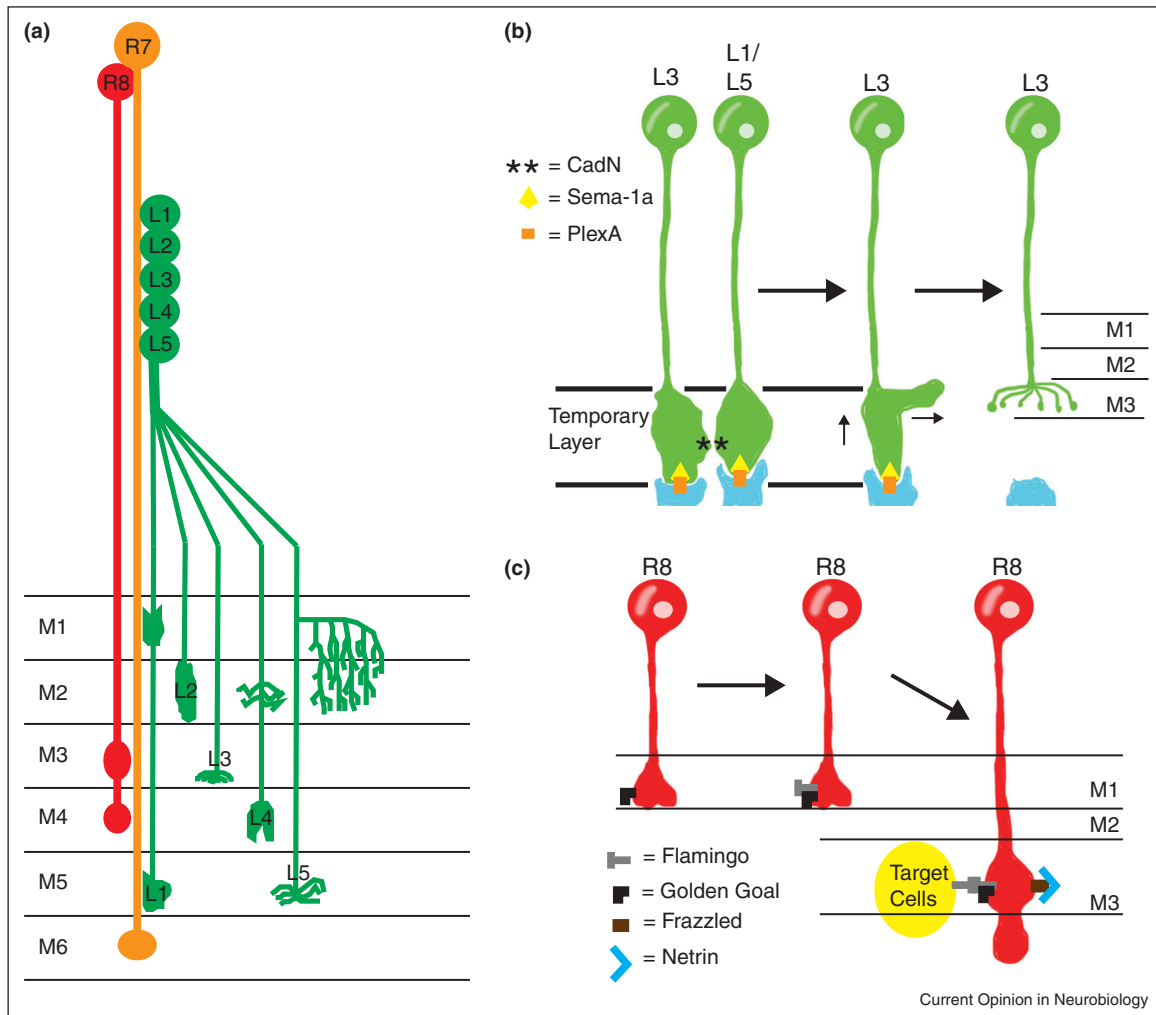 (a)
R7
R8
L1
L2
L3
L4
L5
M1
M2
L2
M3
L3
M4
L4
M5
L1
L5
M6
(b)
L3
L1/
L5
L3
L3
** = CadN
= Sema-1a
= PlexA
Temporary
Layer
**
M1
M2
M3
(c)
R8
R8
R8
M1
M2
M3
Target
Cells
= Flamingo
= Golden Goal
= Frazzled
= Netrin
Current Opinion in Neurobiology